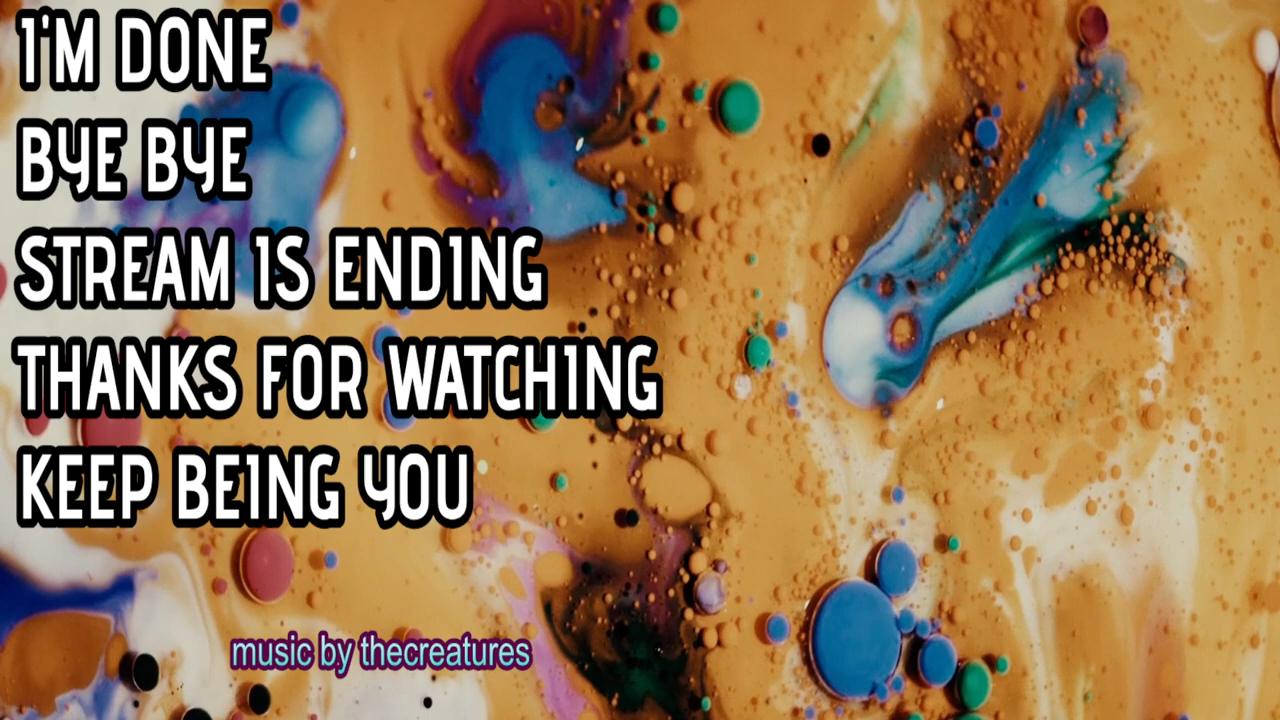 I'M DONE
BYE BYE
STREAM IS ENDING
THANKS FOR WATCHING
KEEP BEING YOU
music by thecreatures